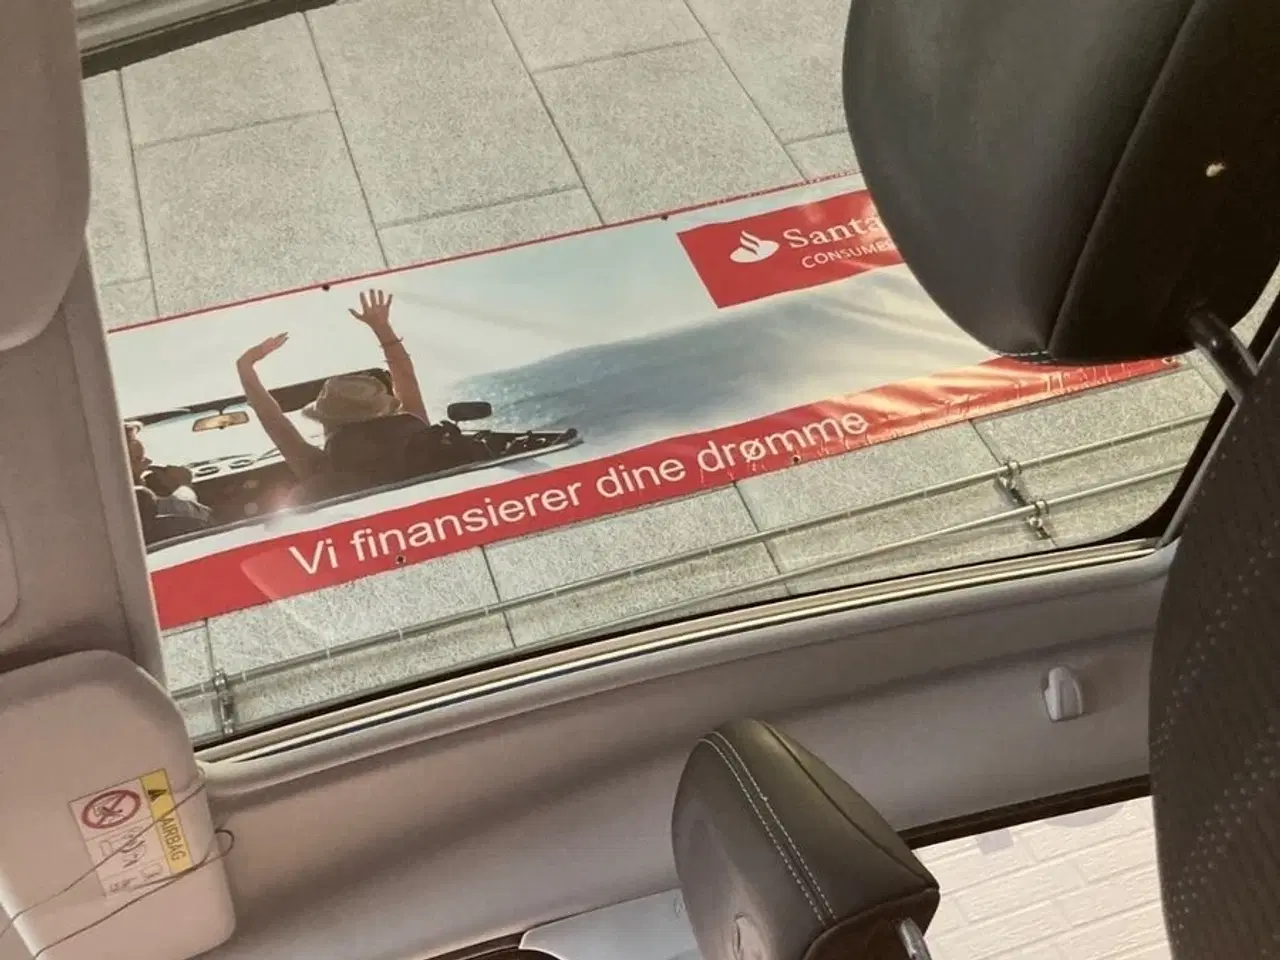 Santa
CONSUMER
Vi finansierer dine drømme
AIRBAG